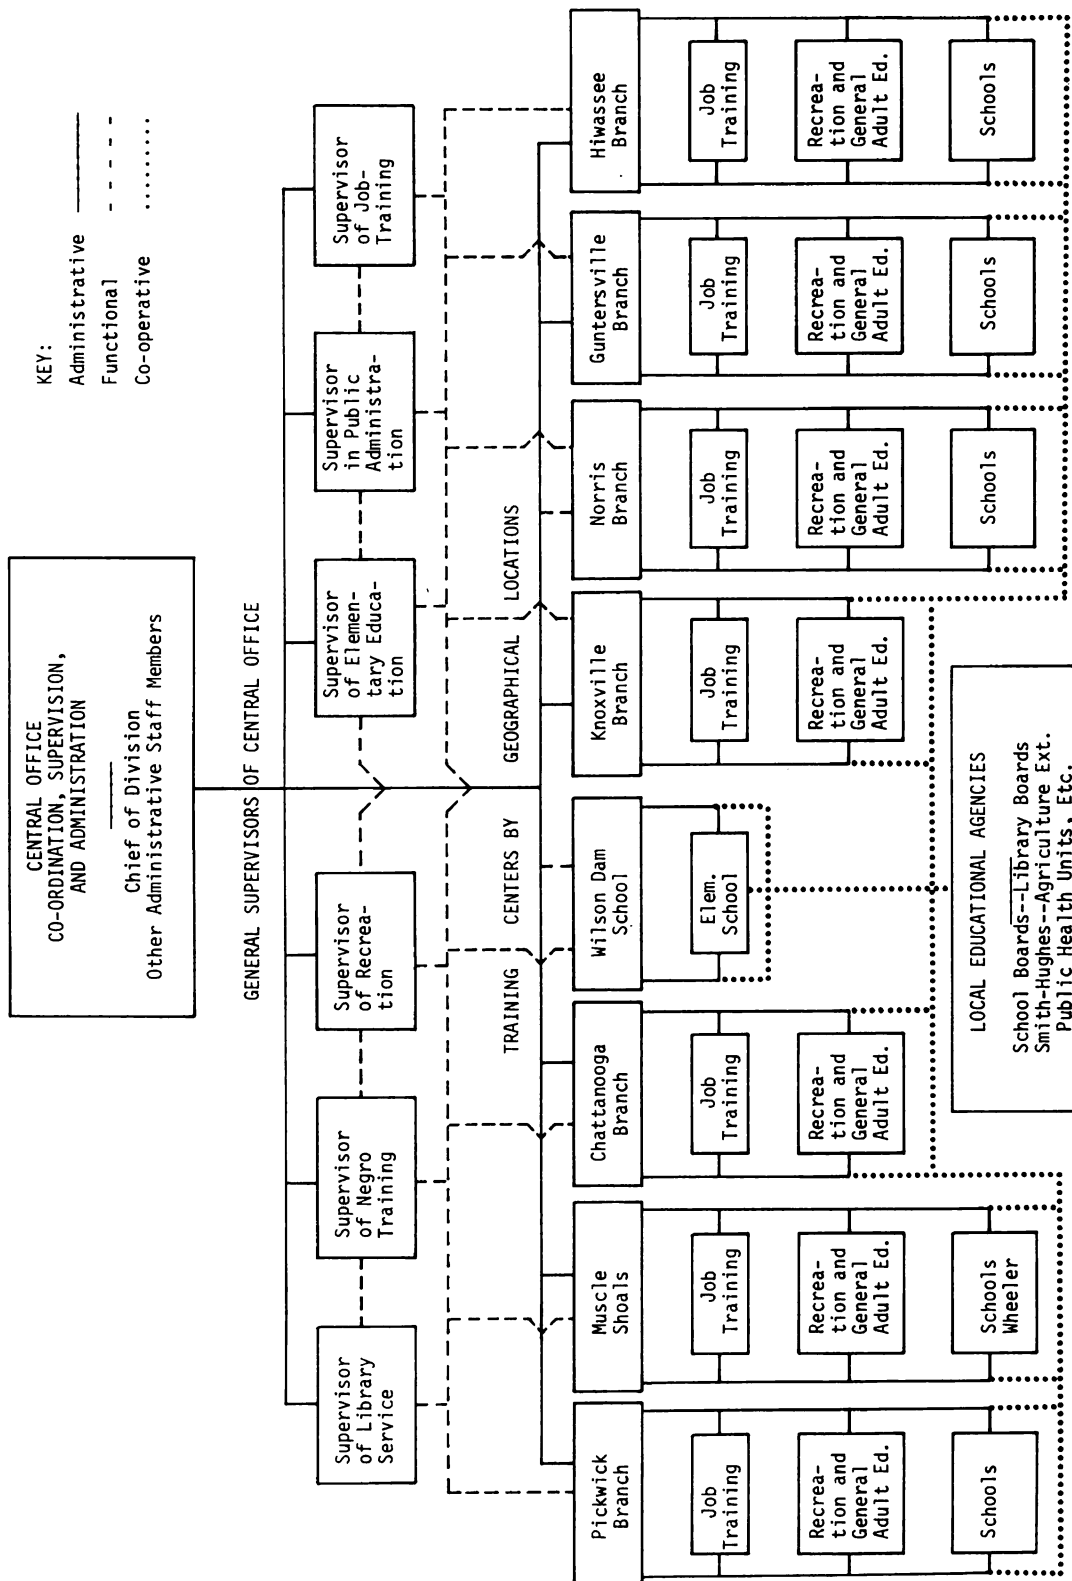 CENTRAL OFFICE
CO-ORDINATION, SUPERVISION,
AND ADMINISTRATION
Chief of Division
Other Administrative Staff Members
KEY:
Administrative
Functional
Co-operative
GENERAL SUPERVISORS OF CENTRAL OFFICE
Supervisor
of Library
Service
Supervisor
of Negro
Training
Supervisor
of Recrea-
tion
Supervisor
of Elemen-
tary Educa-
tion
Supervisor
in Public
Administra-
tion
Supervisor
of Job-
Training
TRAINING CENTERS BY GEOGRAPHICAL LOCATIONS
Pickwick
Branch
Job
Training
Recrea-
tion and
General
Adult Ed.
Schools
Muscle
Shoals
Job
Training
Recrea-
tion and
General
Adult Ed.
Schools
Wheeler
Chattanooga
Branch
Job
Training
Recrea-
tion and
General
Adult Ed.
Wilson Dam
School
Elem.
School
Knoxville
Branch
Job
Training
Recrea-
tion and
General
Adult Ed.
Norris
Branch
Job
Training
Recrea-
tion and
General
Adult Ed.
Schools
Guntersville
Branch
Job
Training
Recrea-
tion and
General
Adult Ed.
Schools
Hiwassee
Branch
Job
Training
Recrea-
tion and
General
Adult Ed.
Schools
LOCAL EDUCATIONAL AGENCIES
School Boards--Library Boards
Smith-Hughes--Agriculture Ext.
Public Health Units, Etc.